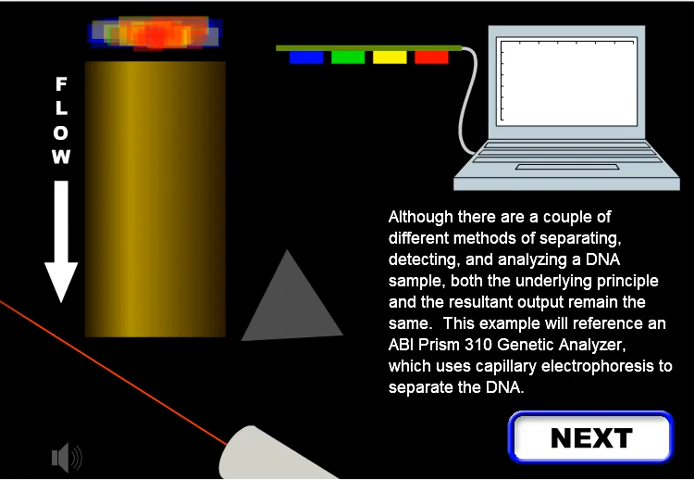 F
L
O
W
Although there are a couple of
different methods of separating,
detecting, and analyzing a DNA
sample, both the underlying principle
and the resultant output remain the
same.  This example will reference an
ABI Prism 310 Genetic Analyzer,
which uses capillary electrophoresis to
separate the DNA.
NEXT